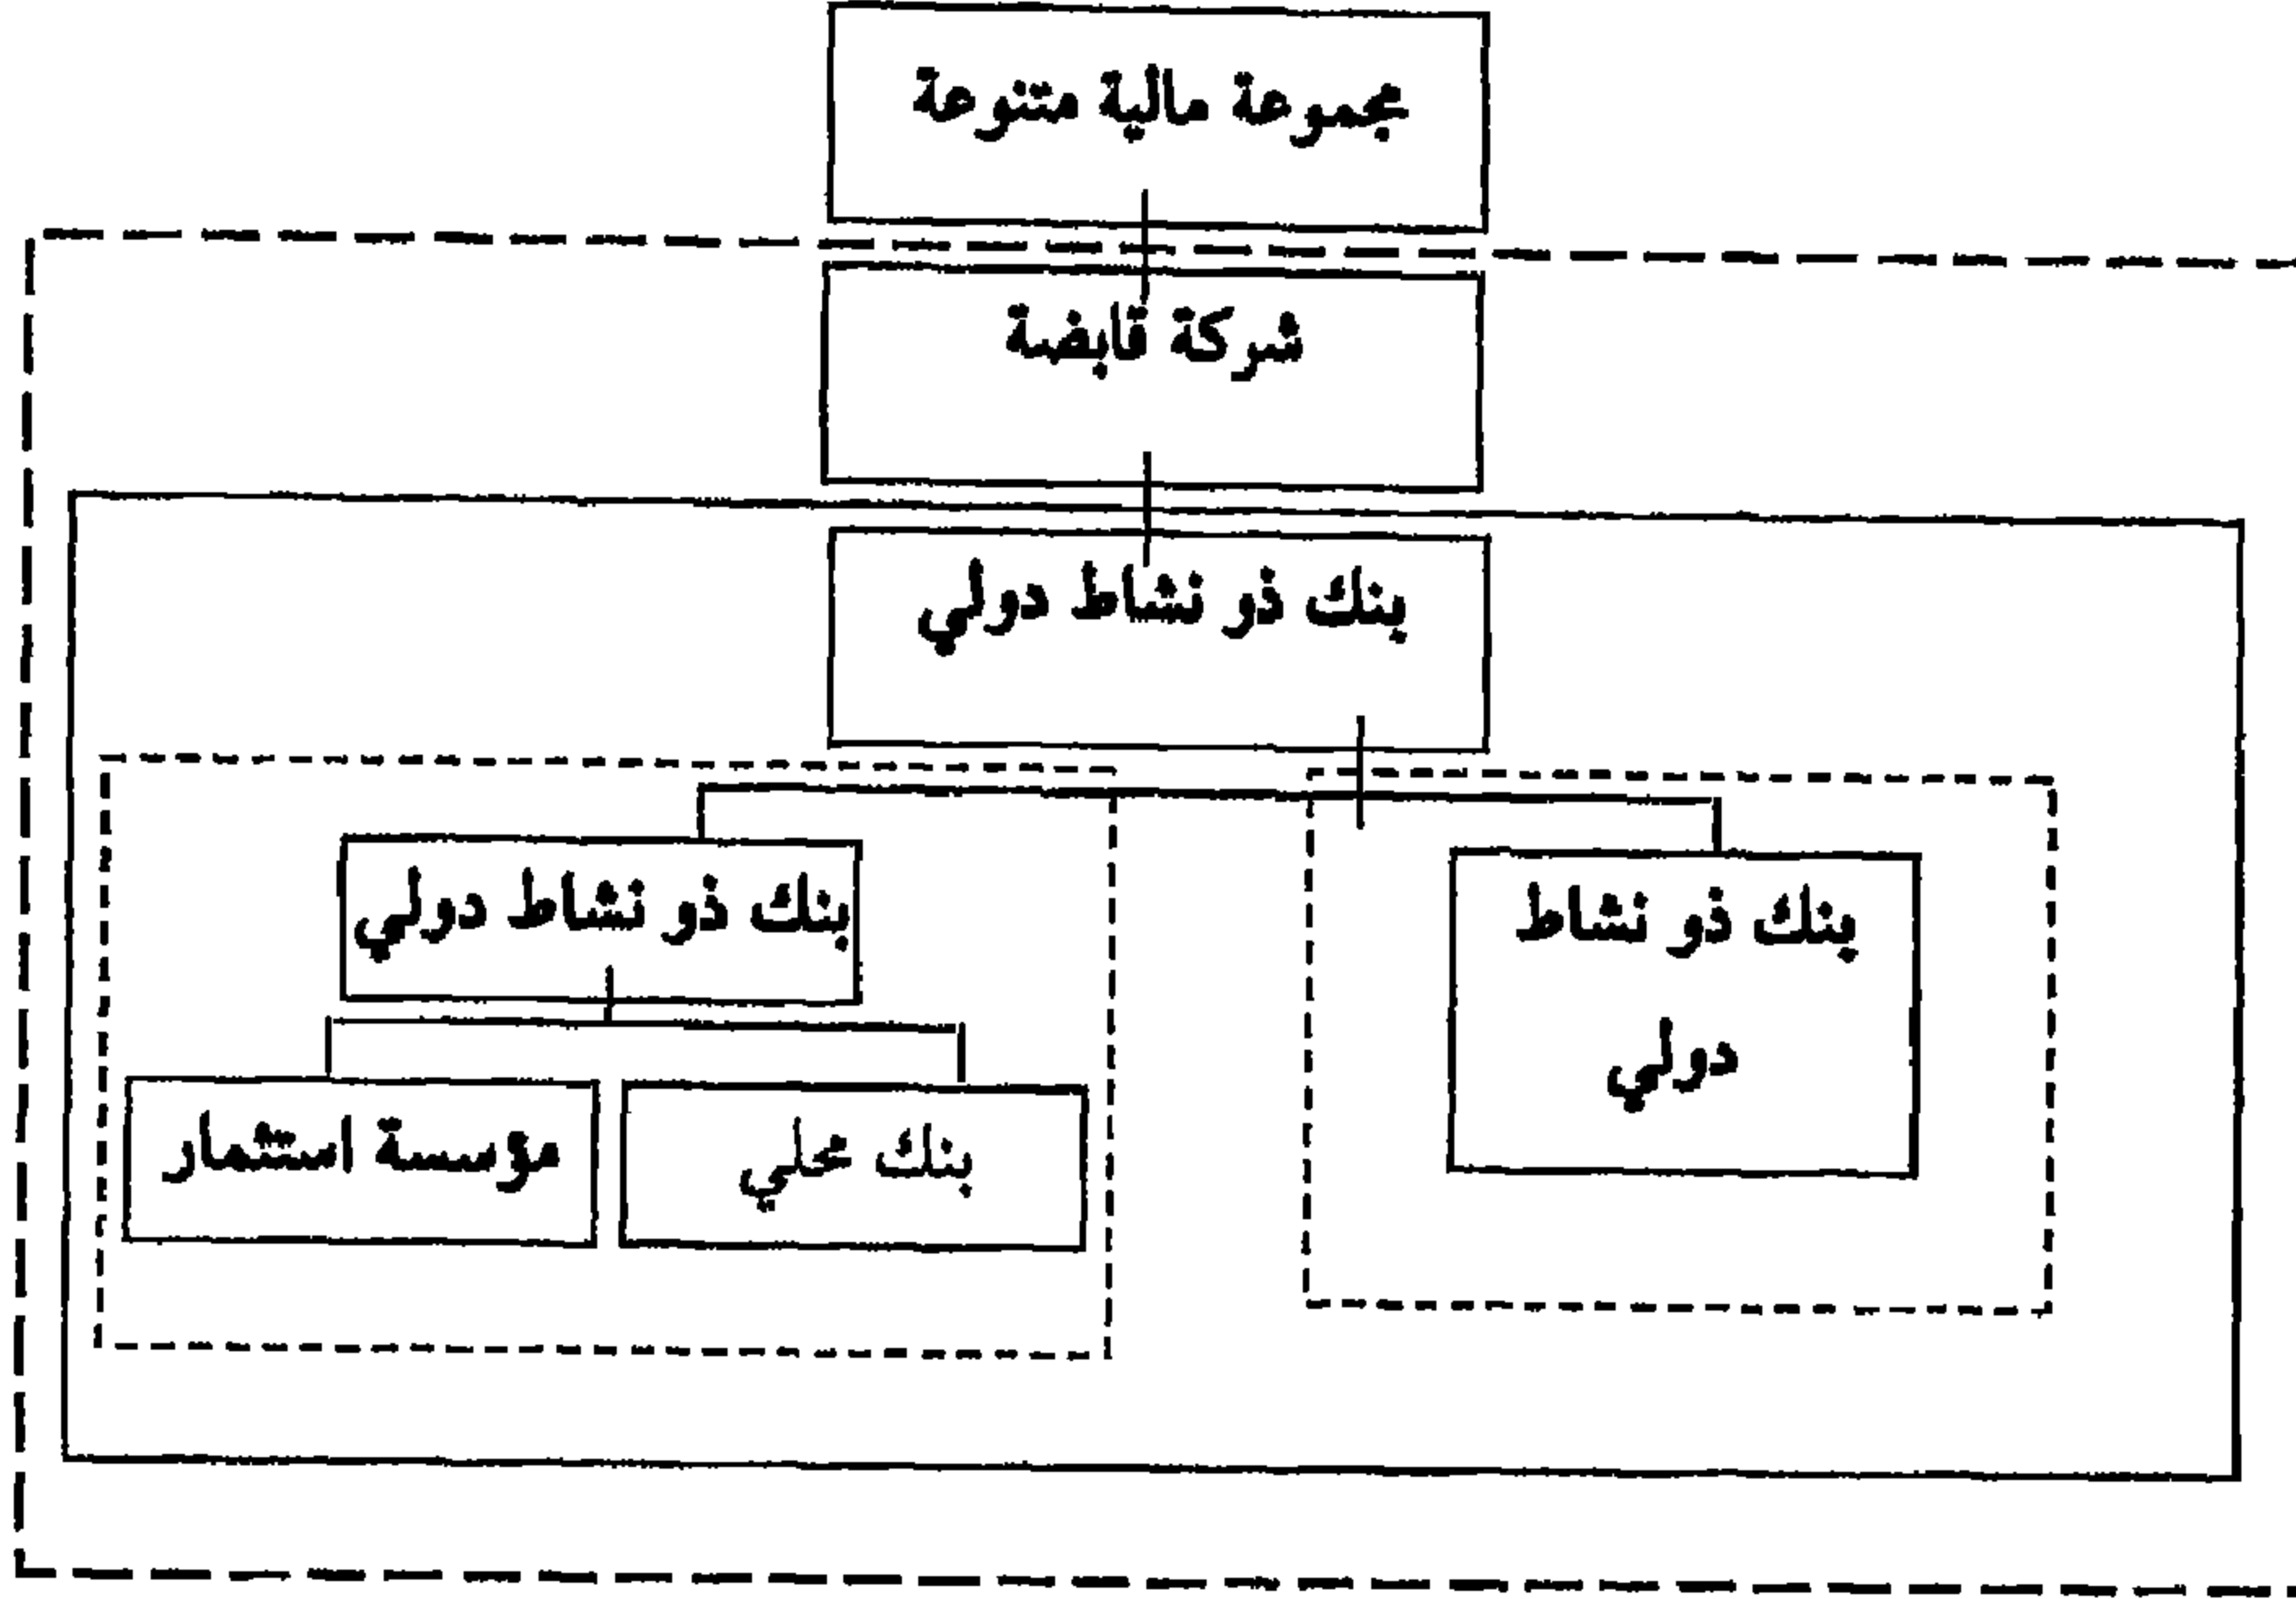 مجموعة مالية متنوعة
شركة قابضة
بنك ذو نشاط دولي
بنك ذو نشاط
دولي
بنك ذو نشاط دولي
بنك محلي
مؤسسة استثمار